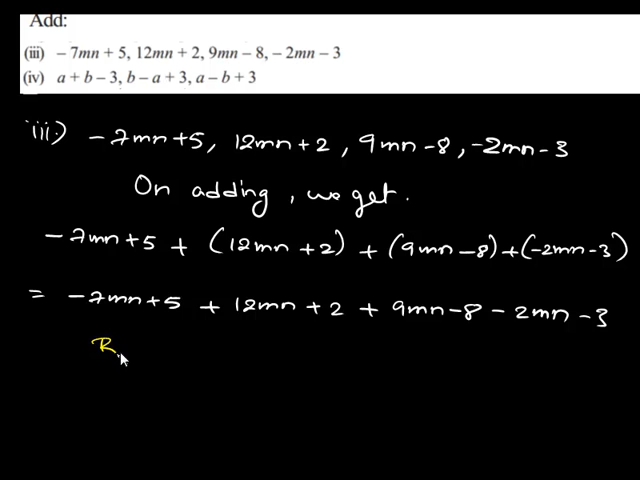 Add:
(iii) – 7mn + 5, 12mn + 2, 9mn – 8, – 2mn – 3
(iv) a + b – 3, b – a + 3, a – b + 3
iii) -7mn+5, 12mn+2, 9mn-8, -2mn-3
On adding, we get.
-7mn+5 + (12mn+2) + (9mn-8)+(-2mn-3)
= -7mn+5 + 12mn+2 + 9mn-8 - 2mn-3
R